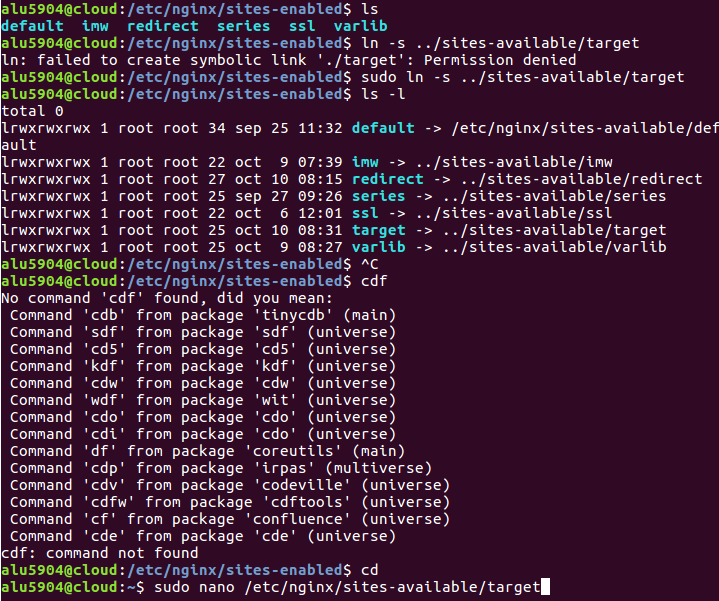 alu5904@cloud:/etc/nginx/sites-enabled$ ls
default  imw  redirect  series  ssl  varlib
alu5904@cloud:/etc/nginx/sites-enabled$ ln -s ../sites-available/target
ln: failed to create symbolic link './target': Permission denied
alu5904@cloud:/etc/nginx/sites-enabled$ sudo ln -s ../sites-available/target
alu5904@cloud:/etc/nginx/sites-enabled$ ls -l
total 0
lrwxrwxrwx 1 root root 34 sep 25 11:32 default -> /etc/nginx/sites-available/def
ault
lrwxrwxrwx 1 root root 22 oct  9 07:39 imw -> ../sites-available/imw
lrwxrwxrwx 1 root root 27 oct 10 08:15 redirect -> ../sites-available/redirect
lrwxrwxrwx 1 root root 25 sep 27 09:26 series -> ../sites-available/series
lrwxrwxrwx 1 root root 22 oct  6 12:01 ssl -> ../sites-available/ssl
lrwxrwxrwx 1 root root 25 oct 10 08:31 target -> ../sites-available/target
lrwxrwxrwx 1 root root 25 oct  9 08:27 varlib -> ../sites-available/varlib
alu5904@cloud:/etc/nginx/sites-enabled$ ^C
alu5904@cloud:/etc/nginx/sites-enabled$ cdf
No command 'cdf' found, did you mean:
 Command 'cdb' from package 'tinycdb' (main)
 Command 'sdf' from package 'sdf' (universe)
 Command 'cd5' from package 'cd5' (universe)
 Command 'kdf' from package 'kdf' (universe)
 Command 'cdw' from package 'cdw' (universe)
 Command 'wdf' from package 'wit' (universe)
 Command 'cdo' from package 'cdo' (universe)
 Command 'cdi' from package 'cdo' (universe)
 Command 'df' from package 'coreutils' (main)
 Command 'cdp' from package 'irpas' (multiverse)
 Command 'cdv' from package 'codeville' (universe)
 Command 'cdfw' from package 'cdftools' (universe)
 Command 'cf' from package 'confluence' (universe)
 Command 'cde' from package 'cde' (universe)
cdf: command not found
alu5904@cloud:/etc/nginx/sites-enabled$ cd
alu5904@cloud:~$ sudo nano /etc/nginx/sites-available/target